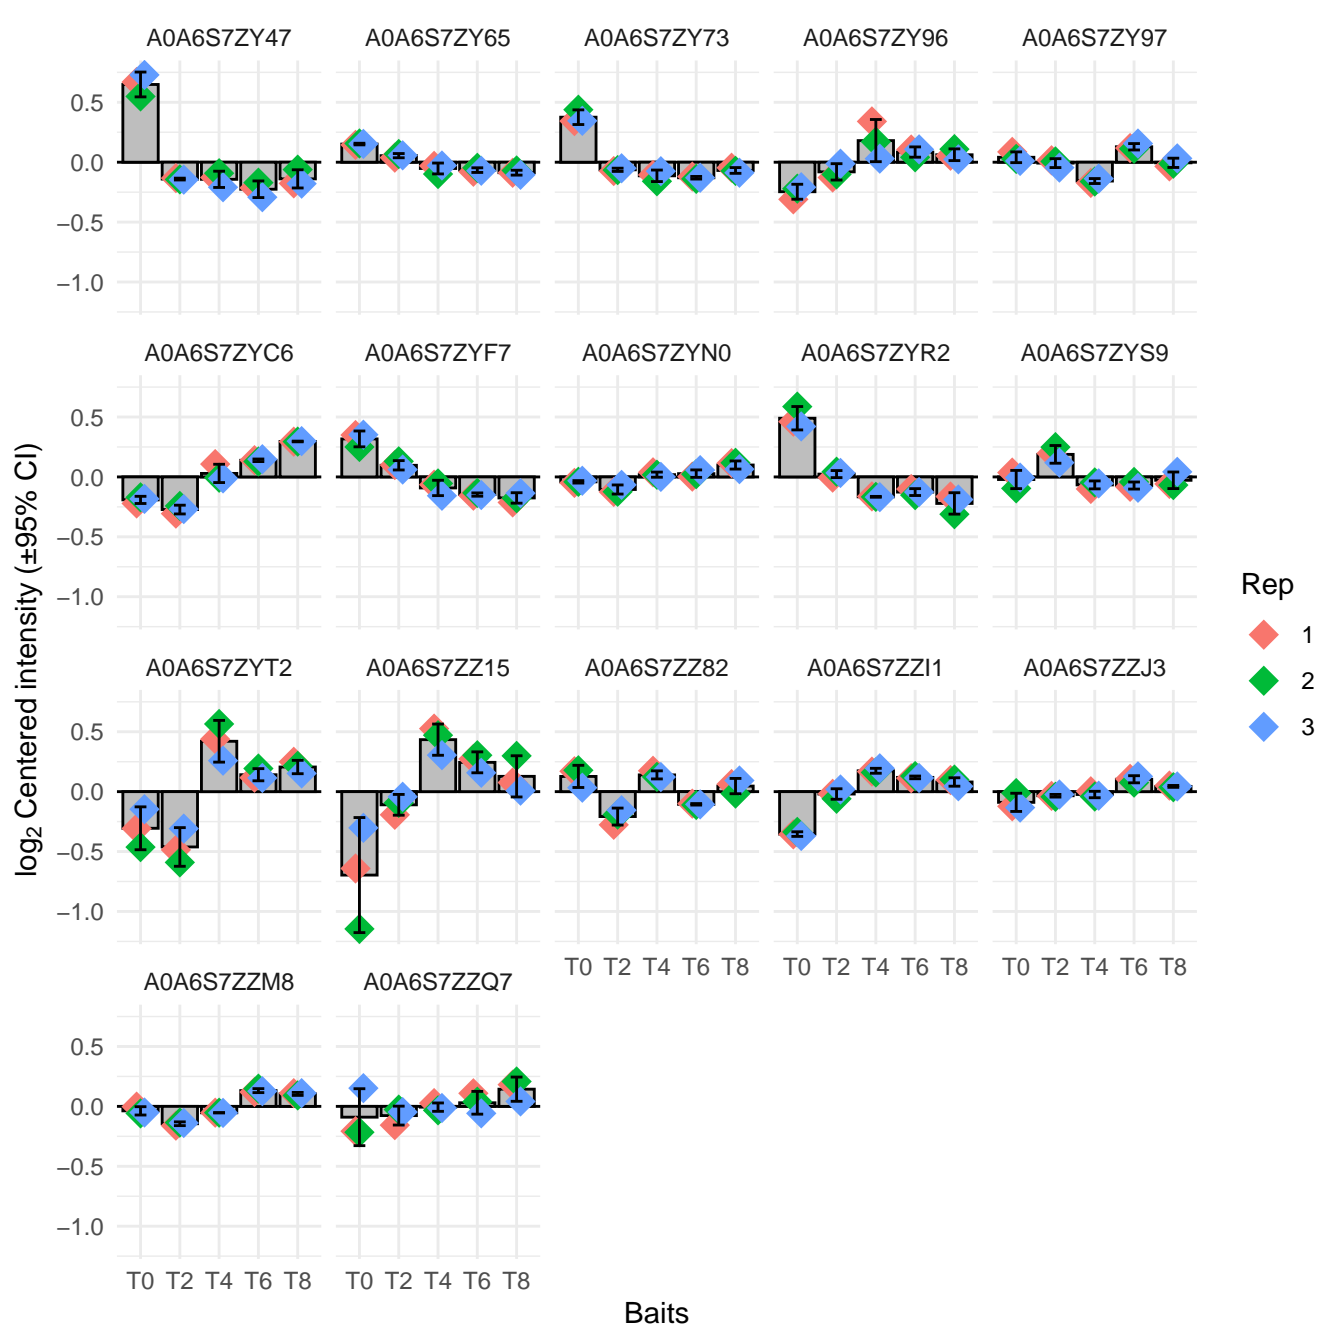 A0A6S7ZY47 A0A6S7ZY65 A0A6S7ZY73 A0A6S7ZY96 A0A6S7ZY97
0.5
0.0
−0.5
−1.0
A0A6S7ZYC6 A0A6S7ZYF7 A0A6S7ZYN0 A0A6S7ZYR2 A0A6S7ZYS9
0.5
0.0
−0.5
−1.0
A0A6S7ZYT2 A0A6S7ZZ15 A0A6S7ZZ82 A0A6S7ZZI1 A0A6S7ZZJ3
0.5
0.0
−0.5
−1.0
T0 T2 T4 T6 T8 T0 T2 T4 T6 T8 T0 T2 T4 T6 T8
A0A6S7ZZM8 A0A6S7ZZQ7
0.5
0.0
−0.5
−1.0
T0 T2 T4 T6 T8 T0 T2 T4 T6 T8
Baits
log2 Centered intensity (±95% CI)
Rep
1
2
3